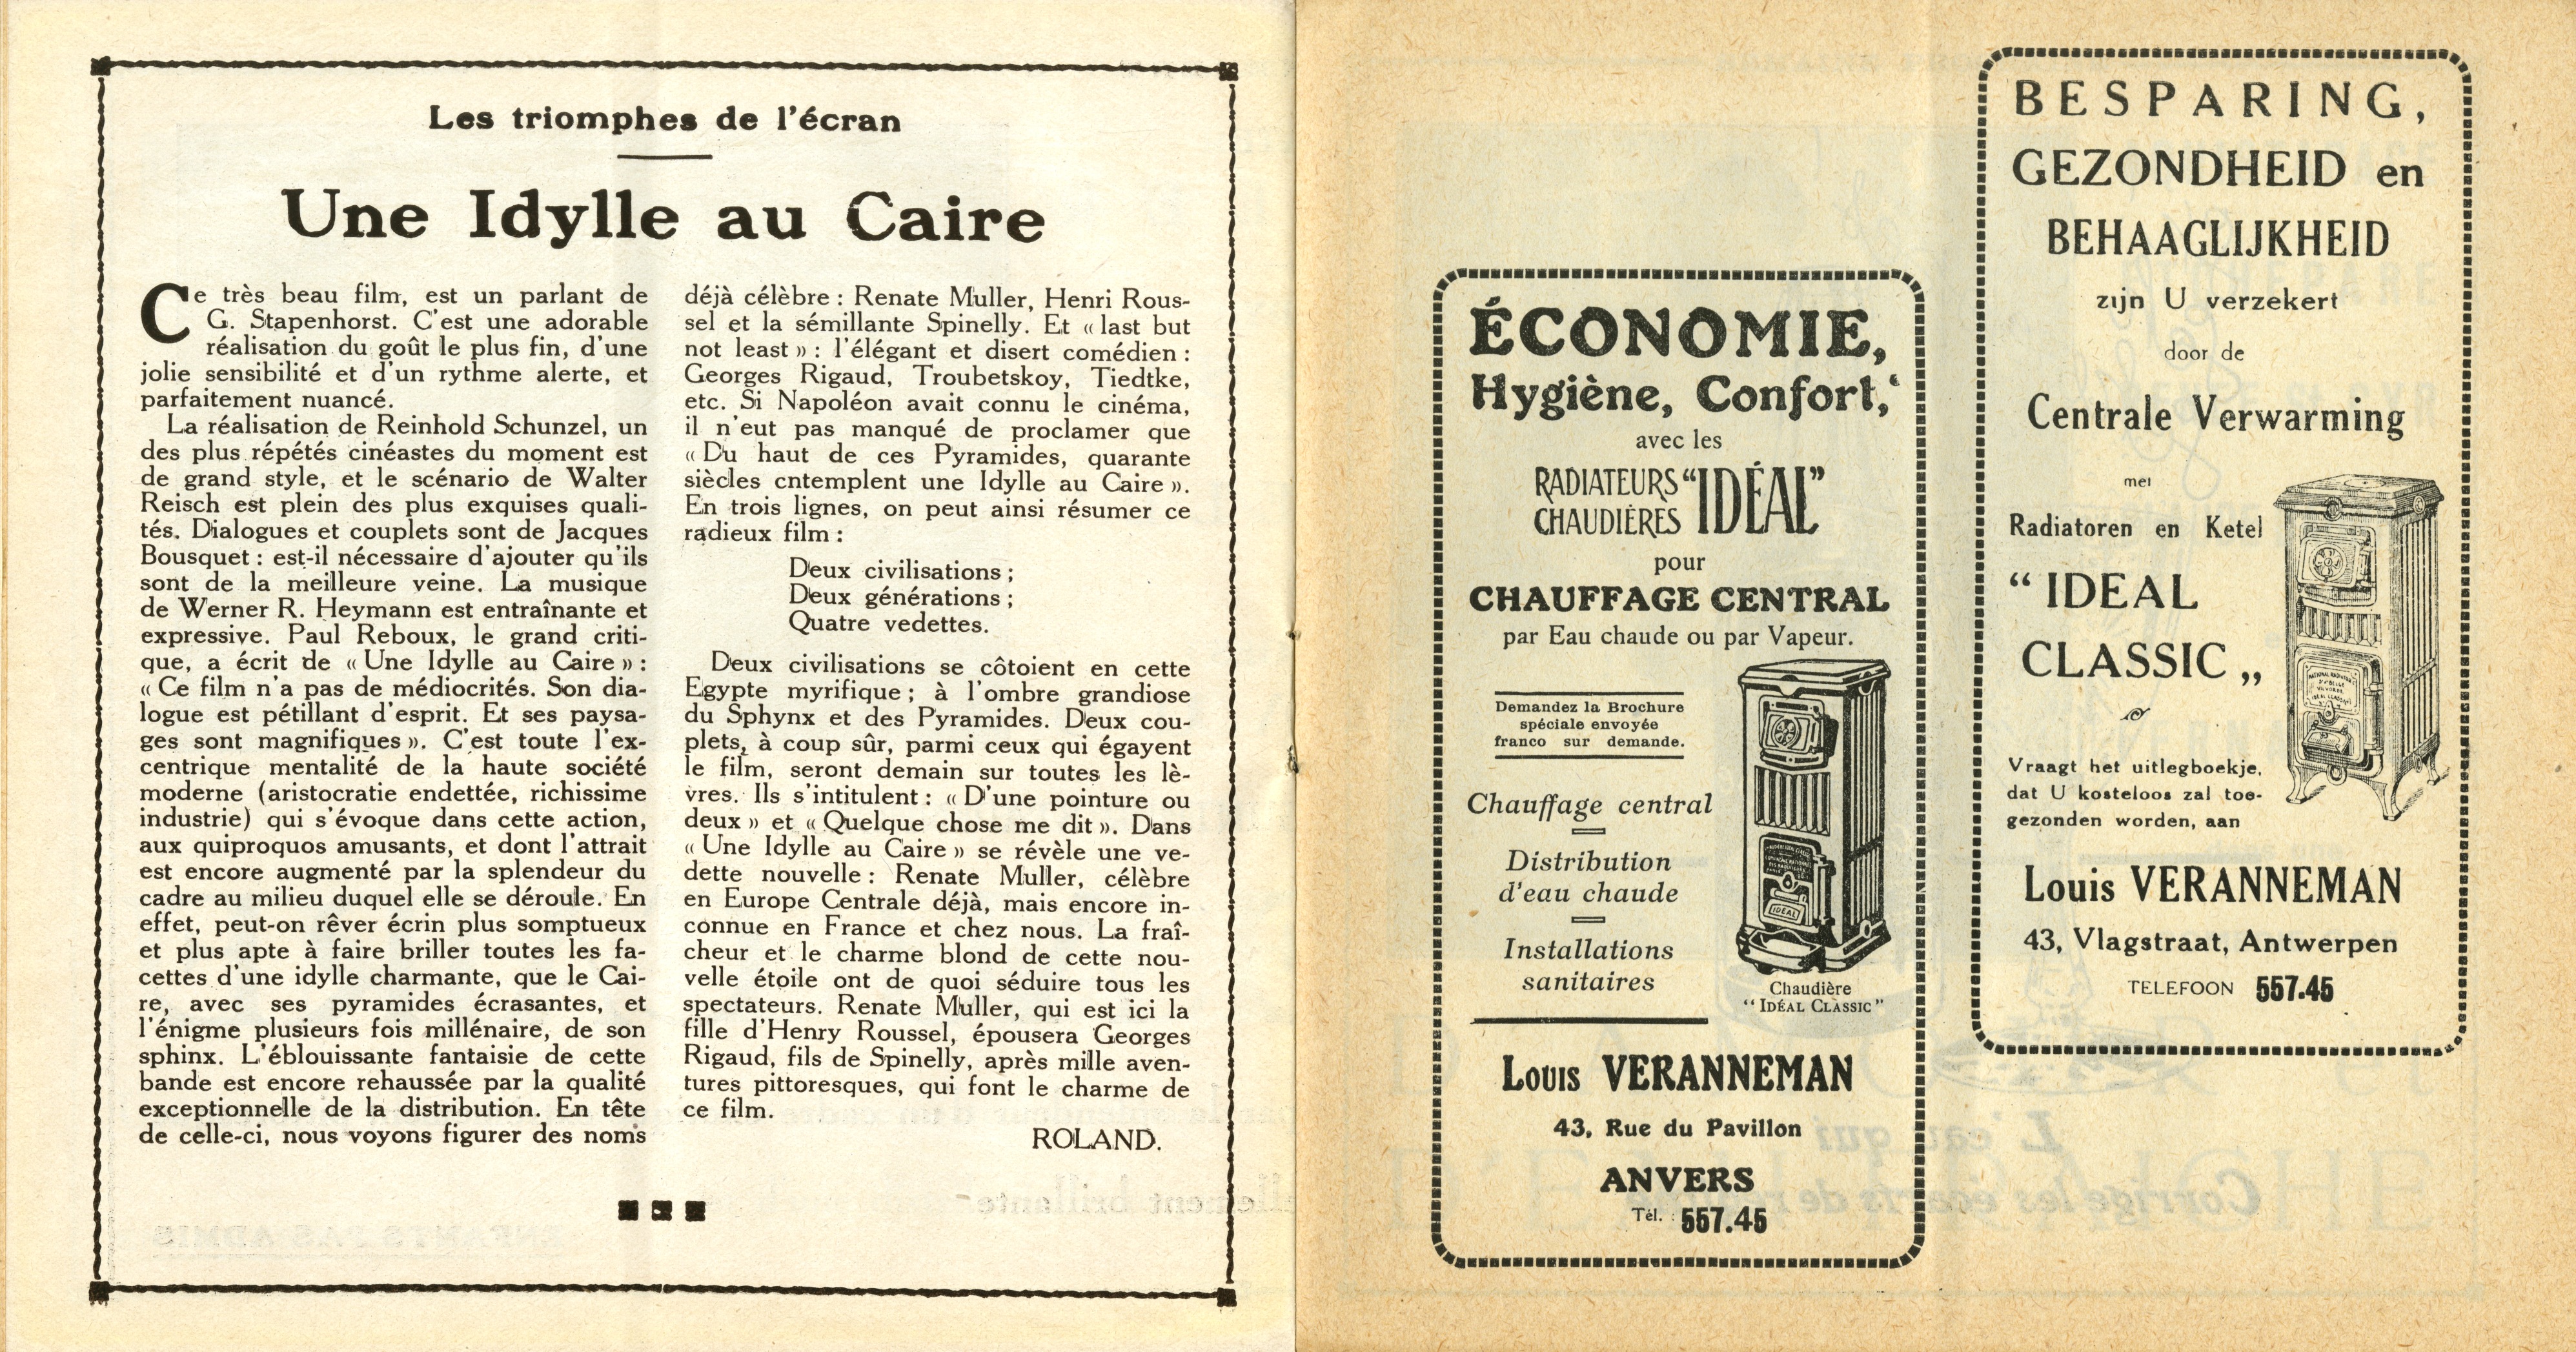 Les triomphes de l'écran
Une Idylle au Caire
Ce très beau film, est un parlant de
G. Stapenhorst. C'est une adorable
réalisation du goût le plus fin, d'une
jolie sensibilité et d'un rythme alerte, et
parfaitement nuancé.
La réalisation de Reinhold Schunzel, un
des plus répétés cinéastes du moment est
de grand style, et le scénario de Walter
Reisch est plein des plus exquises quali-
tés. Dialogues et couplets sont de Jacques
Bousquet : est-il nécessaire d'ajouter qu'ils
sont de la meilleure veine. La musique
de Werner R. Heymann est entraînante et
expressive. Paul Reboux, le grand criti-
que, a écrit de « Une Idylle au Caire » :
« Ce film n'a pas de médiocrités. Son dia-
logue est pétillant d'esprit. Et ses paysa-
ges sont magnifiques ». C'est toute l'ex-
centrique mentalité de la haute société
moderne (aristocratie endettée, richissime
industrie) qui s'évoque dans cette action,
aux quiproquos amusants, et dont l'attrait
est encore augmenté par la splendeur du
cadre au milieu duquel elle se déroule. En
effet, peut-on rêver écrin plus somptueux
et plus apte à faire briller toutes les fa-
cettes d'une idylle charmante, que le Cai-
re, avec ses pyramides écrasantes, et
l'énigme plusieurs fois millénaire, de son
sphinx. L'éblouissante fantaisie de cette
bande est encore rehaussée par la qualité
exceptionnelle de la distribution. En tête
de celle-ci, nous voyons figurer des noms
déjà célèbre : Renate Muller, Henri Rous-
sel et la sémillante Spinelly. Et « last but
not least » : l'élégant et disert comédien :
Georges Rigaud, Troubetskoy, Tiedtke,
etc. Si Napoléon avait connu le cinéma,
il n'eut pas manqué de proclamer que
« Du haut de ces Pyramides, quarante
siècles cntemplent une Idylle au Caire ».
En trois lignes, on peut ainsi résumer ce
radieux film :
Deux civilisations ;
Deux générations ;
Quatre vedettes.
Deux civilisations se côtoient en cette
Egypte myrifique ; à l'ombre grandiose
du Sphynx et des Pyramides. Deux cou-
plets, à coup sûr, parmi ceux qui égayent
le film, seront demain sur toutes les lè-
vres. Ils s'intitulent : « D'une pointure ou
deux » et « Quelque chose me dit ». Dans
« Une Idylle au Caire » se révèle une ve-
dette nouvelle : Renate Muller, célèbre
en Europe Centrale déjà, mais encore in-
connue en France et chez nous. La fraî-
cheur et le charme blond de cette nou-
velle étoile ont de quoi séduire tous les
spectateurs. Renate Muller, qui est ici la
fille d'Henry Roussel, épousera Georges
Rigaud, fils de Spinelly, après mille aven-
tures pittoresques, qui font le charme de
ce film.
ROLAND.
ÉCONOMIE,
Hygiène, Confort,
avec les
RADIATEURS
CHAUDIÈRES
"IDÉAL"
pour
CHAUFFAGE CENTRAL
par Eau chaude ou par Vapeur.
Demandez la Brochure
spéciale envoyée
franco sur demande.
Chauffage central
Distribution
d'eau chaude
Installations
sanitaires
IDEAL
Chaudière
"IDÉAL CLASSIC"
Louis VERANNEMAN
43, Rue du Pavillon
ANVERS
Tél. : 557.45
BESPARING,
GEZONDHEID en
BEHAAGLIJKHEID
zijn U verzekert
door de
Centrale Verwarming
met
Radiatoren en Ketel
"IDEAL
CLASSIC„
Vraagt het uitlegboekje,
dat U kosteloos zal toe-
gezonden worden, aan
Louis VERANNEMAN
43, Vlagstraat, Antwerpen
TELEFOON 557.45